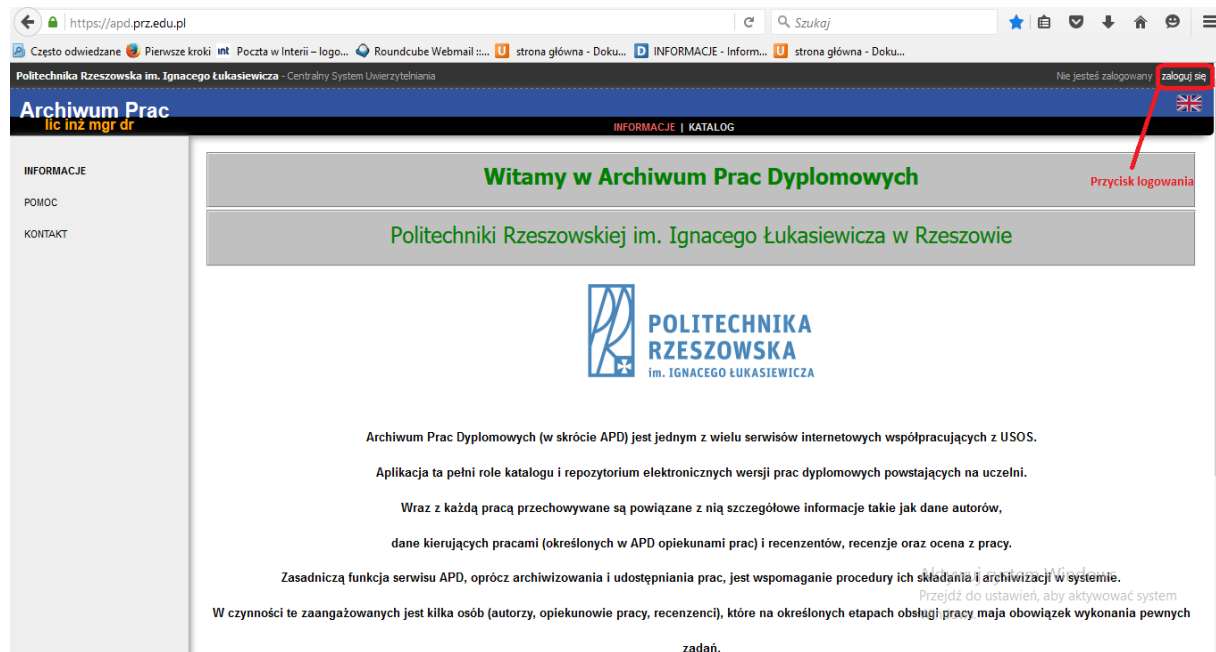 https://apd.prz.edu.pl
Szukaj
Często odwiedzane Pierwsze kroki int Poczta w Interii – logo... Roundcube Webmail ::... U strona główna - Doku... D INFORMACJE - Inform... U strona główna - Doku...
Politechnika Rzeszowska im. Ignacego Łukasiewicza - Centralny System Uwierzytelniania
Nie jesteś zalogowany
zaloguj się
Archiwum Prac
lic inż mgr dr
INFORMACJE | KATALOG
INFORMACJE
POMOC
KONTAKT
Witamy w Archiwum Prac Dyplomowych
Przycisk logowania
Politechniki Rzeszowskiej im. Ignacego Łukasiewicza w Rzeszowie
POLITECHNIKA
RZESZOWSKA
im. IGNACEGO ŁUKASIEWICZA
Archiwum Prac Dyplomowych (w skrócie APD) jest jednym z wielu serwisów internetowych współpracujących z USOS.
Aplikacja ta pełni role katalogu i repozytorium elektronicznych wersji prac dyplomowych powstających na uczelni.
Wraz z każdą pracą przechowywane są powiązane z nią szczegółowe informacje takie jak dane autorów,
dane kierujących pracami (określonych w APD opiekunami prac) i recenzentów, recenzje oraz ocena z pracy.
Zasadniczą funkcja serwisu APD, oprócz archiwizowania i udostępniania prac, jest wspomaganie procedury ich składania i archiwizacji w systemie.
Aktywuj system Windows
Przejdź do ustawień, aby aktywować system
Windows.
W czynności te zaangażowanych jest kilka osób (autorzy, opiekunowie pracy, recenzenci), które na określonych etapach obsługi pracy maja obowiązek wykonania pewnych
zadań.